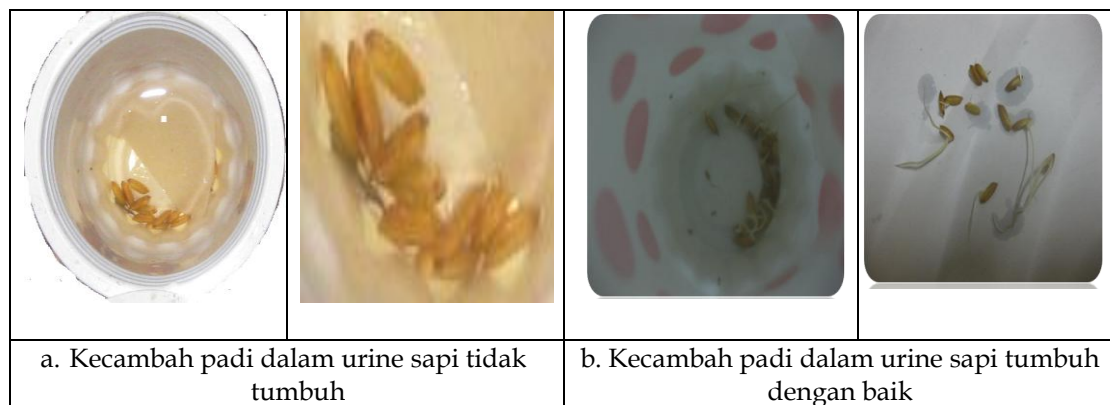 a. Kecambah padi dalam urine sapi tidak
tumbuh
b. Kecambah padi dalam urine sapi tumbuh
dengan baik